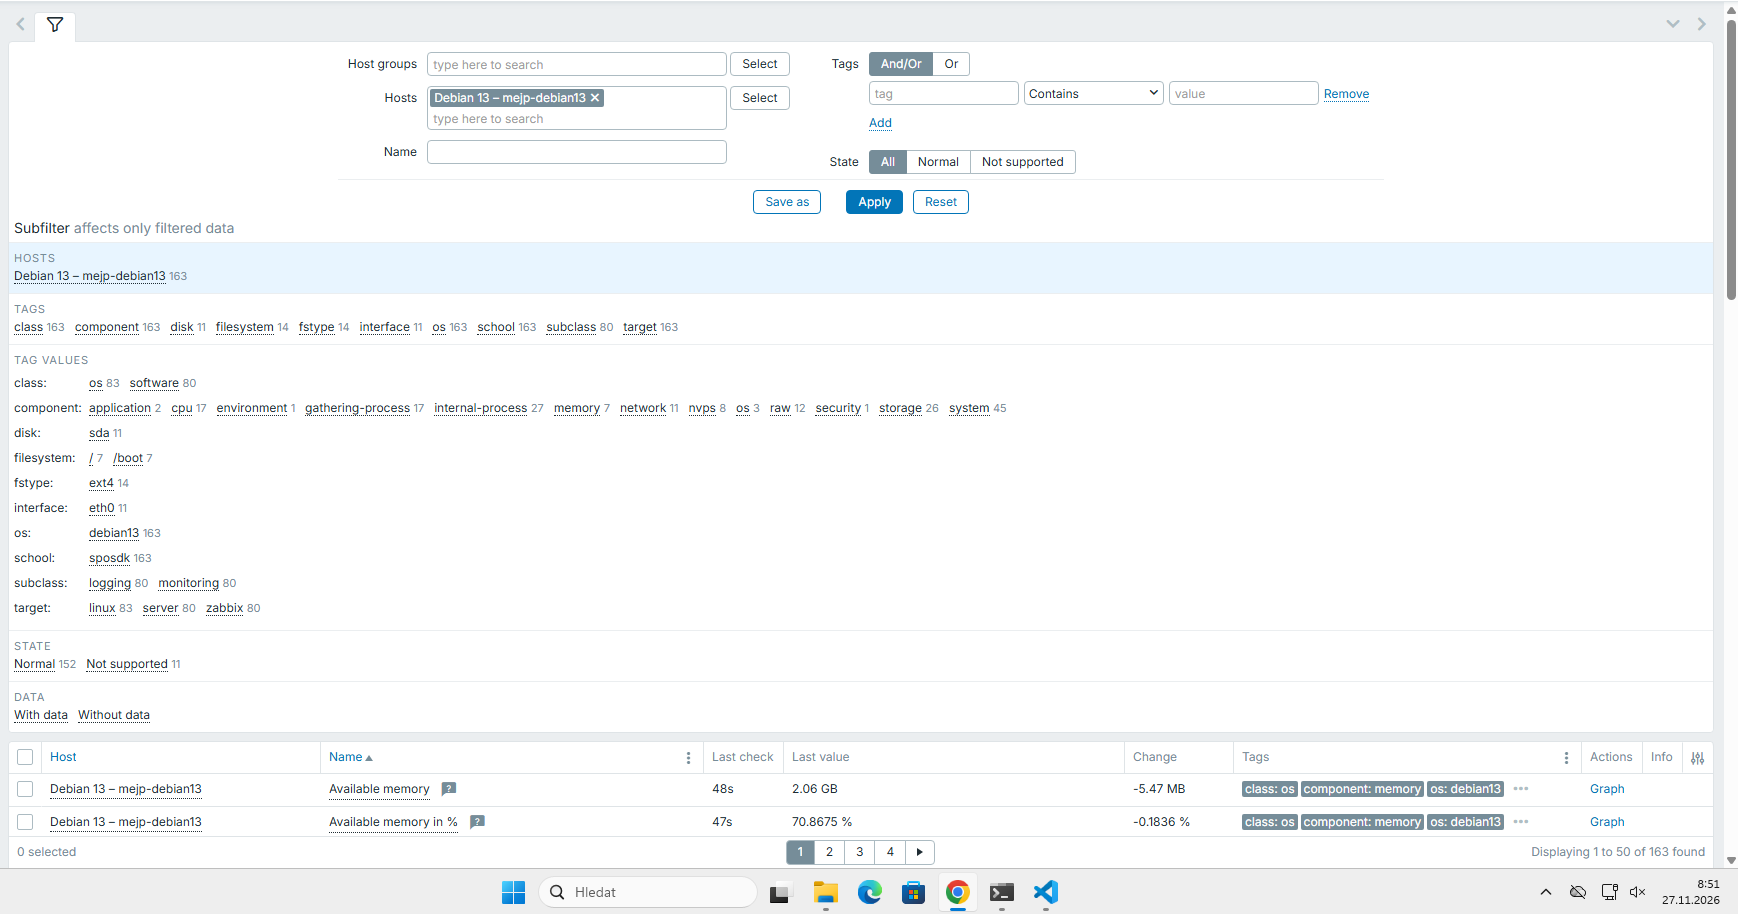 Host groups type here to search Select Tags And/Or Or
Hosts Debian 13 – mejp-debian13 Select tag Contains value Remove
type here to search
Add
Name
State All Normal Not supported
Save as Apply Reset
Subfilter affects only filtered data
HOSTS
Debian 13 – mejp-debian13 163
TAGS
class 163 component 163 disk 11 filesystem 14 fstype 14 interface 11 os 163 school 163 subclass 80 target 163
TAG VALUES
class: os 83 software 80
component: application 2 cpu 17 environment 1 gathering-process 17 internal-process 27 memory 7 network 11 nvps 8 os 3 raw 12 security 1 storage 26 system 45
disk: sda 11
filesystem: / 7 /boot 7
fstype: ext4 14
interface: eth0 11
os: debian13 163
school: sposdk 163
subclass: logging 80 monitoring 80
target: linux 83 server 80 zabbix 80
STATE
Normal 152 Not supported 11
DATA
With data Without data
Host Name Last check Last value Change Tags Actions Info
Debian 13 – mejp-debian13 Available memory ? 48s 2.06 GB -5.47 MB class: os component: memory os: debian13 Graph
Debian 13 – mejp-debian13 Available memory in % ? 47s 70.8675 % -0.1836 % class: os component: memory os: debian13 Graph
0 selected 1 2 3 4 Displaying 1 to 50 of 163 found
Hledat 8:51
27.11.2026